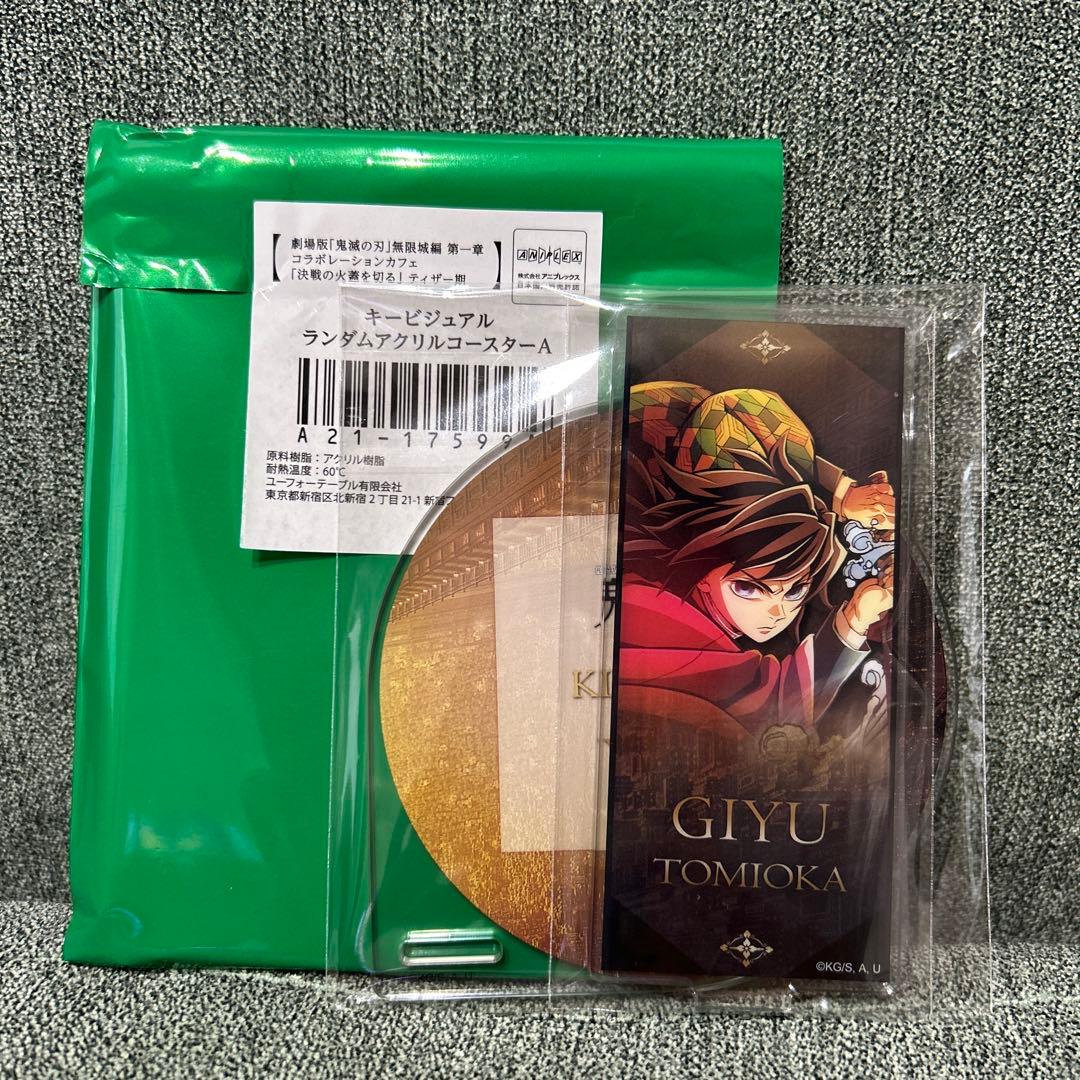 劇場版「鬼滅の刃」無限城編 第一章
コラボレーションカフェ
「決戦の火蓋を切る」ティザー期
ANIPLEX
株式会社アニプレックス
キービジュアル
ランダムアクリルコースターA
A21-17599
原料樹脂：アクリル樹脂
耐熱温度：60℃
ユーフォーテーブル有限会社
東京都新宿区北新宿2丁目21-1
KI
GIYU
TOMIOKA
©KG/S, A, U
©KG/S, A, U